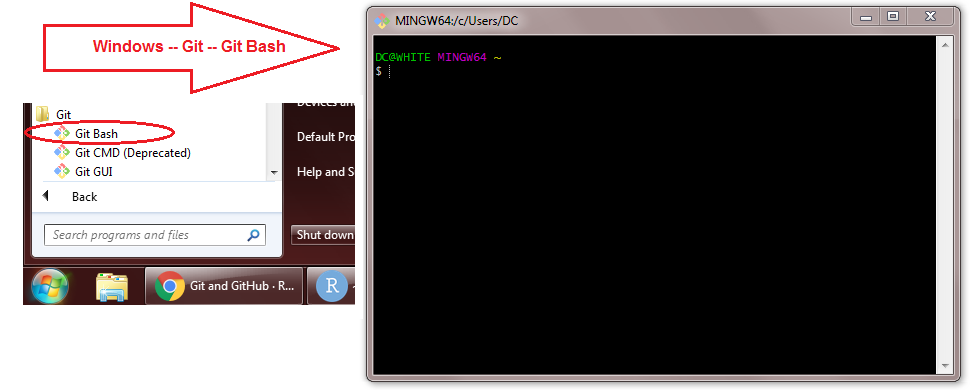 Windows -- Git -- Git Bash
MINGW64:/c/Users/DC
DC@WHITE MINGW64 ~
$
Git
Git Bash
Git CMD (Deprecated)
Git GUI
Back
Search programs and files
Devices an
Default Pro
Help and S
Shut down
Git and GitHub · R...
R